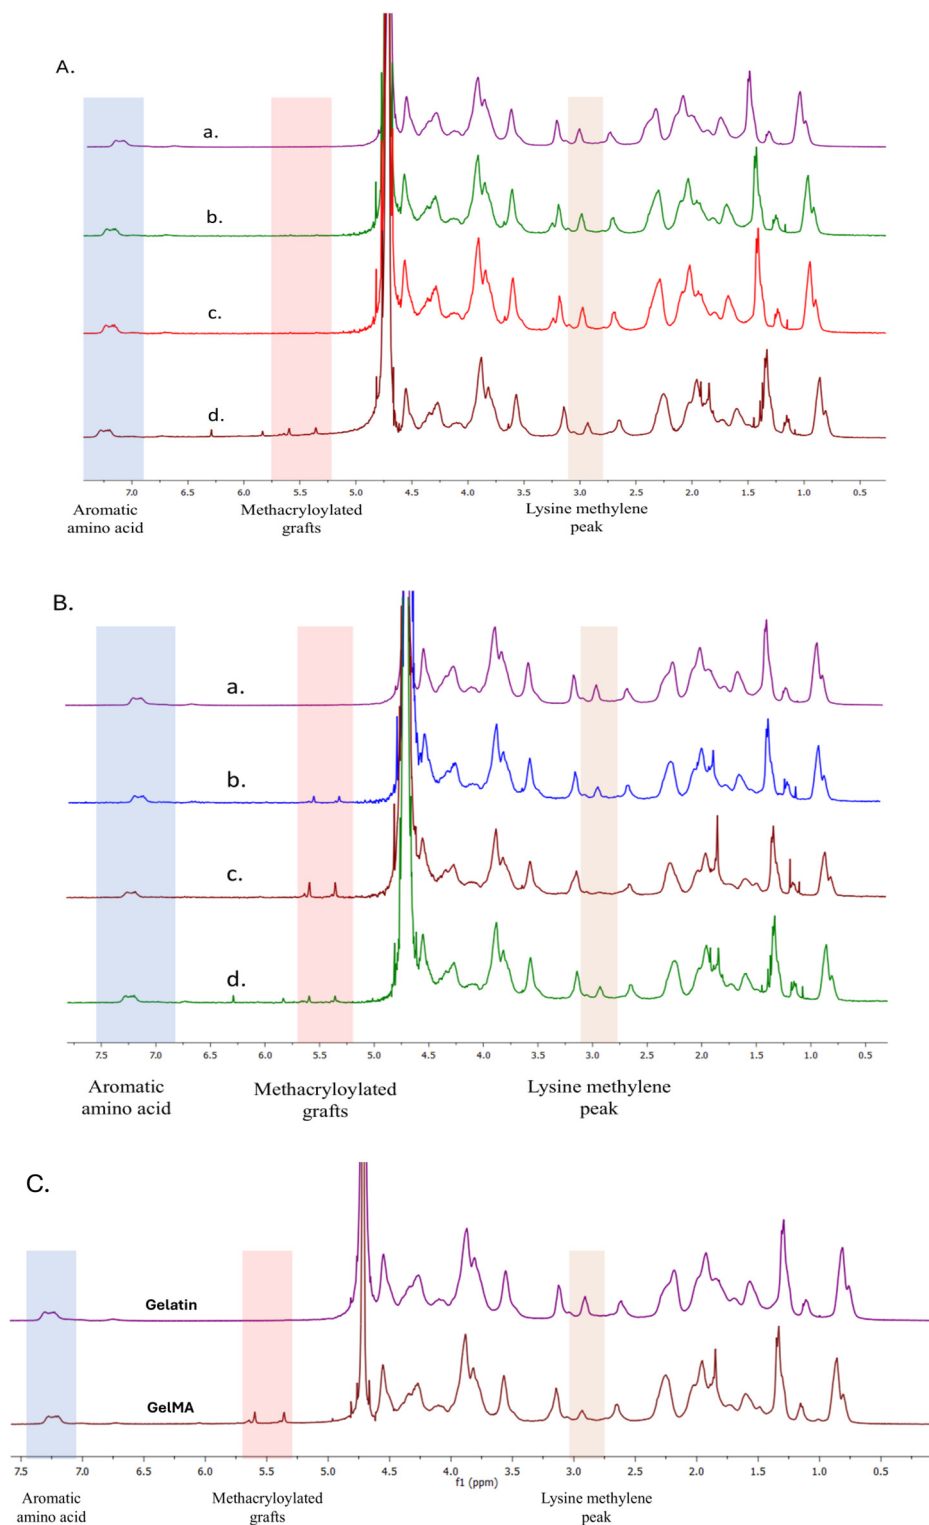 A.
a.
b.
c.
d.
7.0 6.5 6.0 5.5 5.0 4.5 4.0 3.5 3.0 2.5 2.0 1.5 1.0 0.5
Aromatic
amino acid
Methacryloylated
grafts
Lysine methylene
peak
B.
a.
b.
c.
d.
7.5 7.0 6.5 6.0 5.5 5.0 4.5 4.0 3.5 3.0 2.5 2.0 1.5 1.0 0.5
Aromatic
amino acid
Methacryloylated
grafts
Lysine methylene
peak
C.
Gelatin
GelMA
7.5 7.0 6.5 6.0 5.5 5.0 4.5 4.0 3.5 3.0 2.5 2.0 1.5 1.0 0.5
f1 (ppm)
Aromatic
amino acid
Methacryloylated
grafts
Lysine methylene
peak